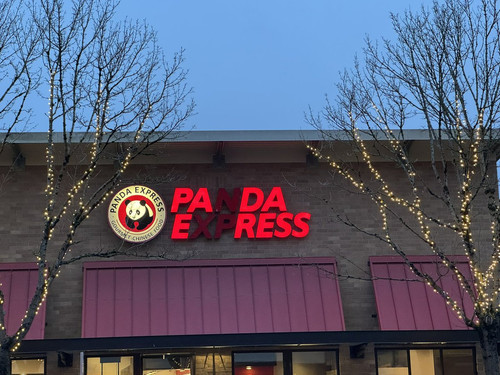 PANDA EXPRESS
GOURMET CHINESE FOOD
PANDA
EXPRESS